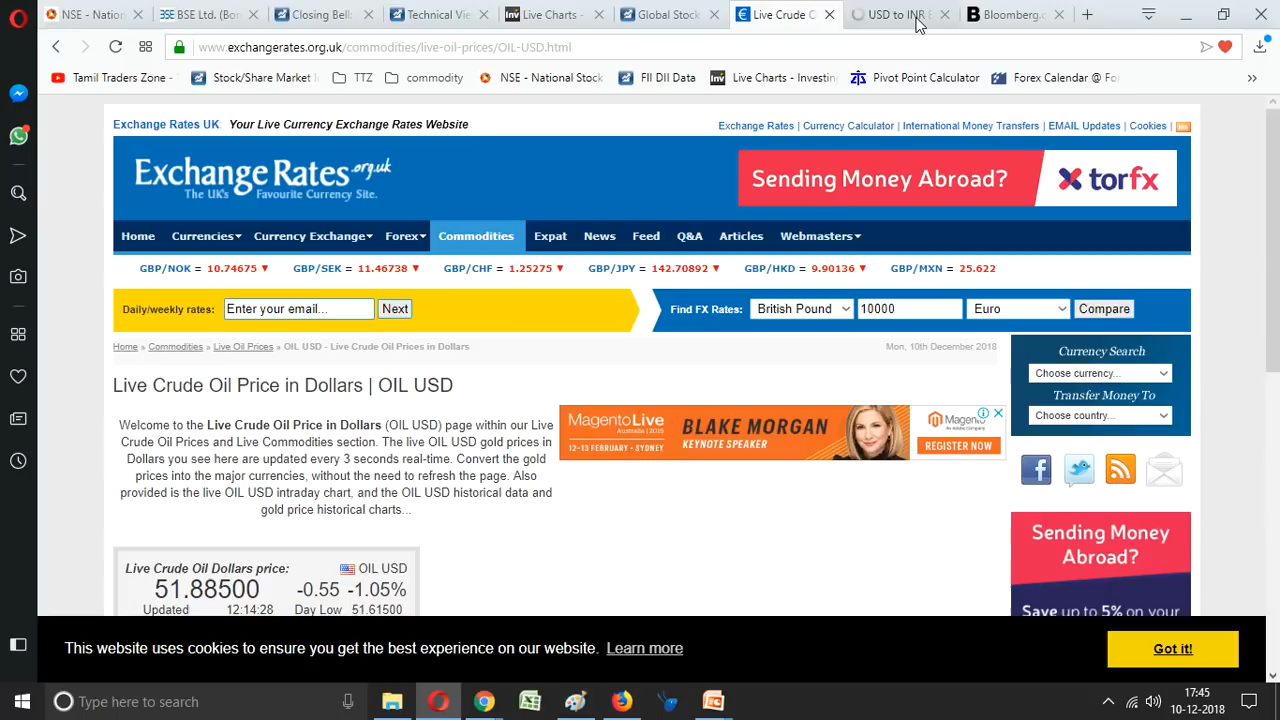 NSE - Nation
BSE Ltd. (Bo
Closing Bell:
Technical Vie
Live Charts -
Global Stock
Live Crude O
USD to INR E
Bloomberg.c
www.exchangerates.org.uk/commodities/live-oil-prices/OIL-USD.html
Tamil Traders Zone -
Stock/Share Market I
TTZ
commodity
NSE - National Stock
FII DII Data
Live Charts - Investin
Pivot Point Calculator
Forex Calendar @ Fo
Exchange Rates UK: Your Live Currency Exchange Rates Website
Exchange Rates | Currency Calculator | International Money Transfers | EMAIL Updates | Cookies |
Exchange Rates.org.uk
The UK's Favourite Currency Site.
Sending Money Abroad?
torfx
Home
Currencies
Currency Exchange
Forex
Commodities
Expat
News
Feed
Q&A
Articles
Webmasters
GBP/NOK = 10.74675 ▼
GBP/SEK = 11.46738 ▼
GBP/CHF = 1.25275 ▼
GBP/JPY = 142.70892 ▼
GBP/HKD = 9.90136 ▼
GBP/MXN = 25.622
Daily/weekly rates:
Enter your email...
Next
Find FX Rates:
British Pound
10000
Euro
Compare
Home » Commodities » Live Oil Prices » OIL USD - Live Crude Oil Prices in Dollars
Mon, 10th December 2018
Currency Search
Choose currency...
Transfer Money To
Choose country...
Live Crude Oil Price in Dollars | OIL USD
Welcome to the Live Crude Oil Price in Dollars (OIL USD) page within our Live
Crude Oil Prices and Live Commodities section. The live OIL USD gold prices in
Dollars you see here are updated every 3 seconds real-time. Convert the gold
prices into the major currencies, without the need to refresh the page. Also
provided is the live OIL USD intraday chart, and the OIL USD historical data and
gold price historical charts...
MagentoLive
Australia | 2019
12-13 FEBRUARY - SYDNEY
BLAKE MORGAN
KEYNOTE SPEAKER
Magento
REGISTER NOW
Sending Money
Abroad?
Save up to 5% on your
Live Crude Oil Dollars price:
OIL USD
51.88500
-0.55 -1.05%
Updated 12:14:28
Day Low 51.61500
This website uses cookies to ensure you get the best experience on our website. Learn more
Got it!
Type here to search
17:45
10-12-2018